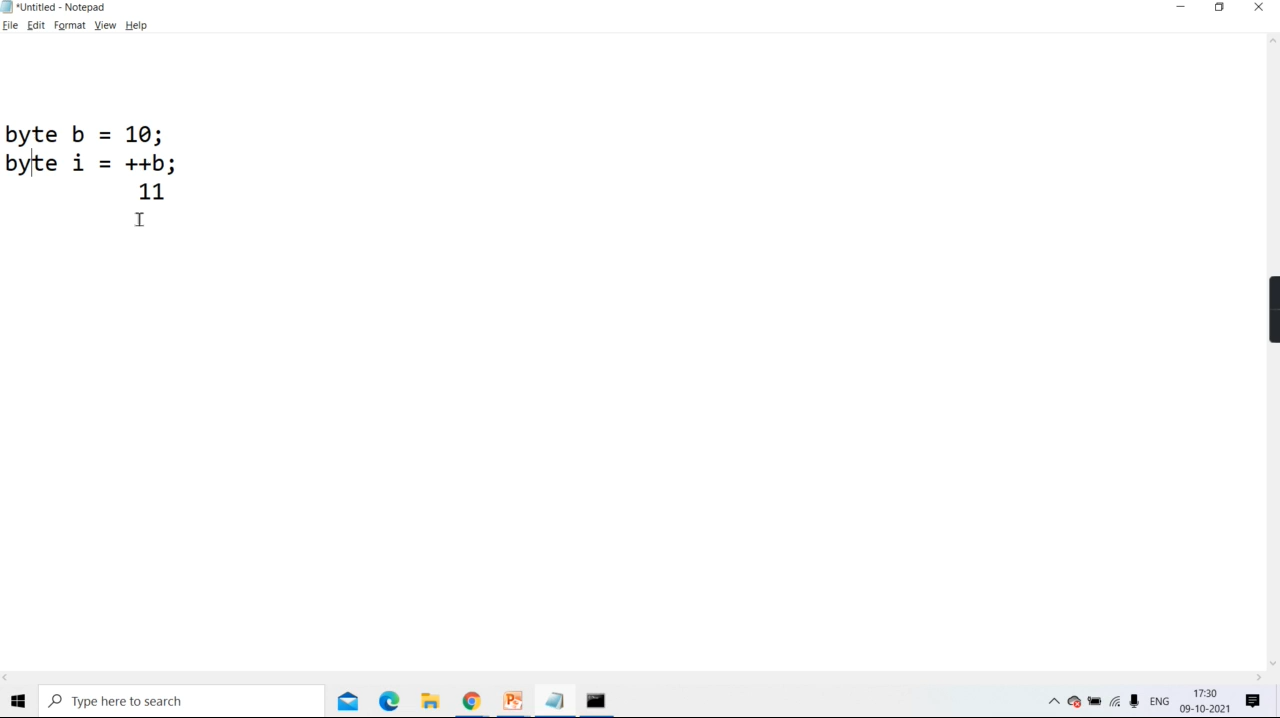 *Untitled - Notepad
File Edit Format View Help
byte b = 10;
byte i = ++b;
11
Type here to search
ENG
17:30
09-10-2021